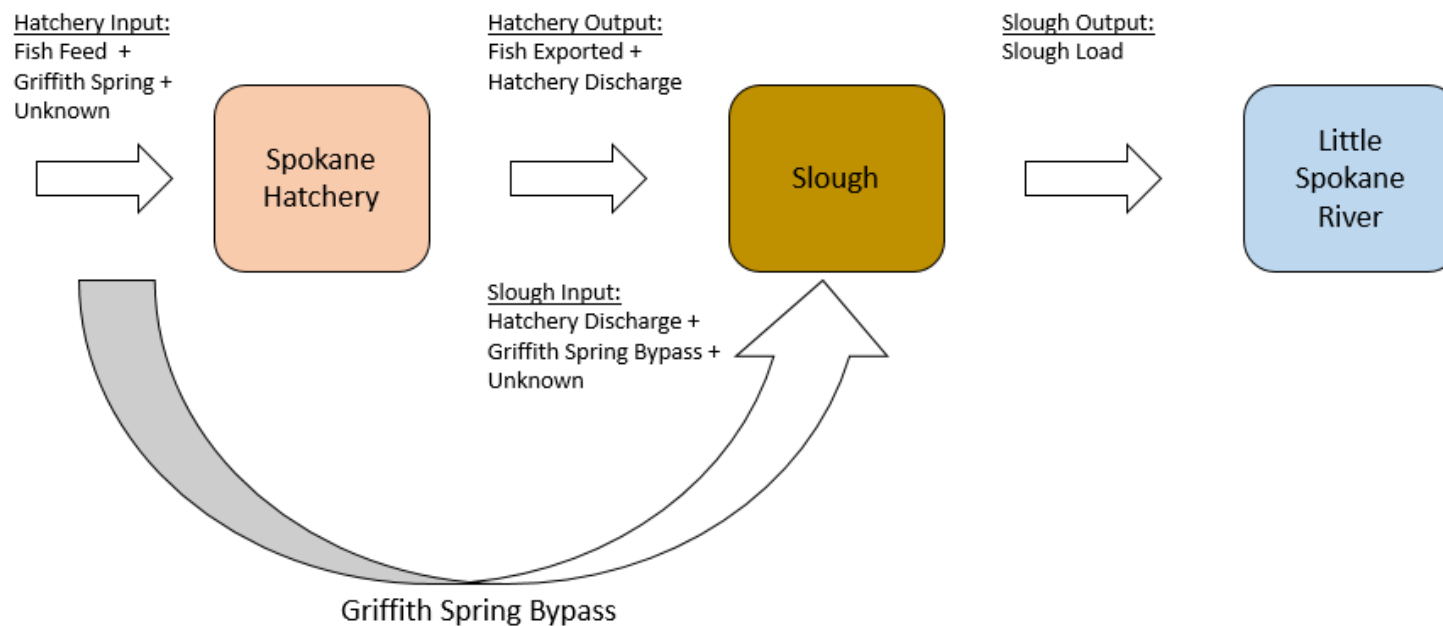 Hatchery Input:
Fish Feed +
Griffith Spring +
Unknown
Hatchery Output:
Fish Exported +
Hatchery Discharge
Slough Output:
Slough Load
Spokane
Hatchery
Slough
Little
Spokane
River
Slough Input:
Hatchery Discharge +
Griffith Spring Bypass +
Unknown
Griffith Spring Bypass